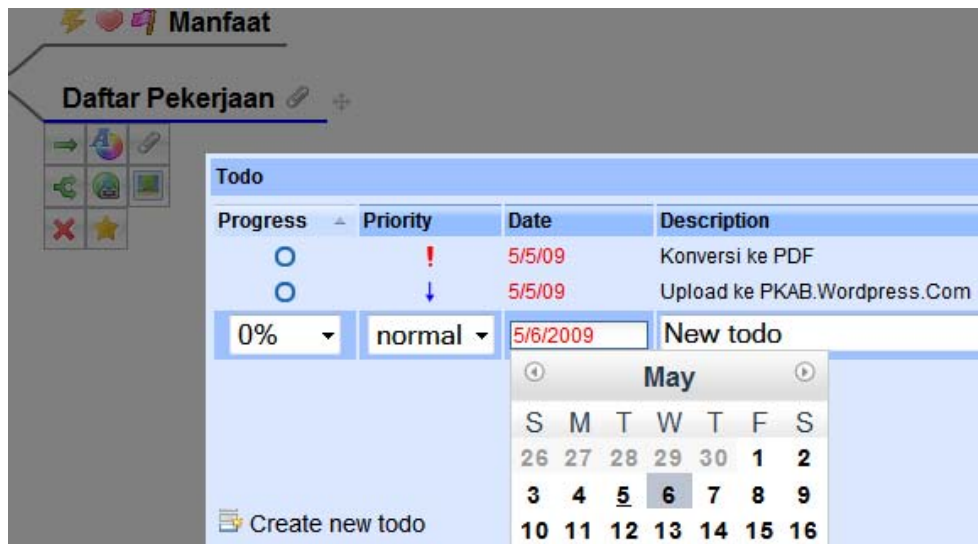 Manfaat
Daftar Pekerjaan
Todo
Progress Priority Date Description
! 5/5/09 Konversi ke PDF
↓ 5/5/09 Upload ke PKAB.Wordpress.Com
0% normal 5/6/2009 New todo
May
S M T W T F S
26 27 28 29 30 1 2
3 4 5 6 7 8 9
10 11 12 13 14 15 16
Create new todo